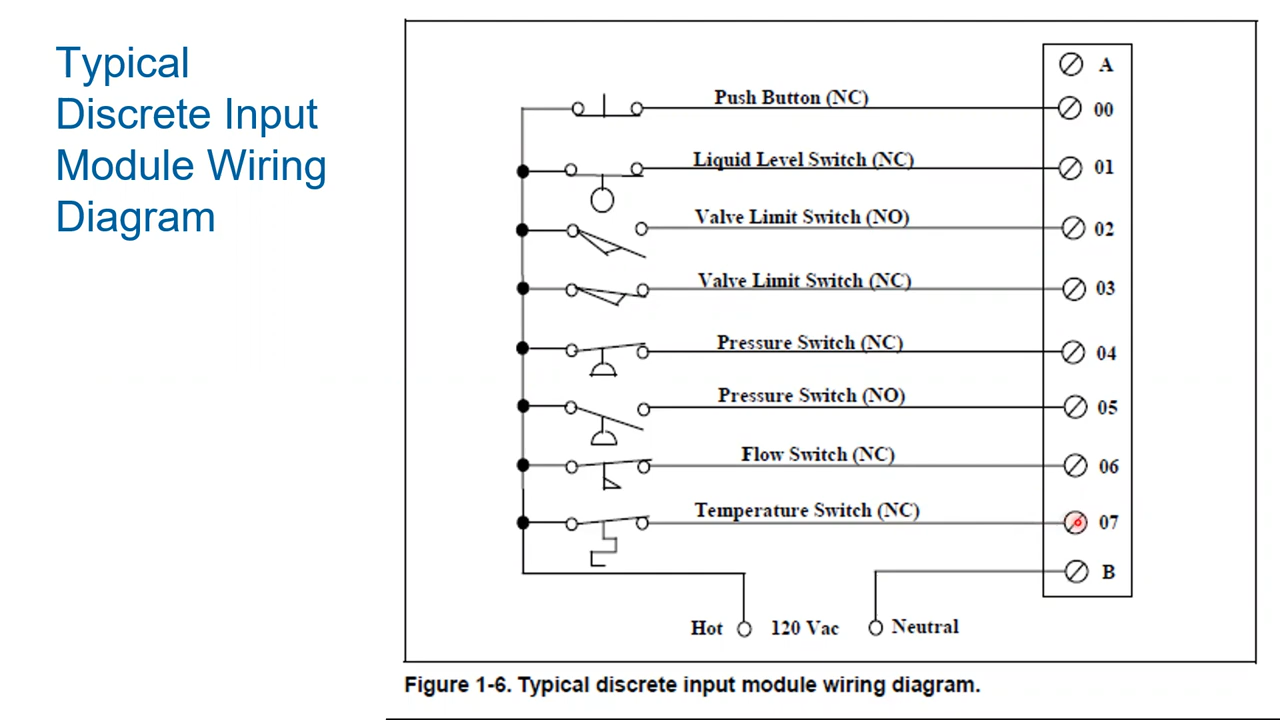 Typical
Discrete Input
Module Wiring
Diagram
A
Push Button (NC)
00
Liquid Level Switch (NC)
01
Valve Limit Switch (NO)
02
Valve Limit Switch (NC)
03
Pressure Switch (NC)
04
Pressure Switch (NO)
05
Flow Switch (NC)
06
Temperature Switch (NC)
07
B
Hot 120 Vac Neutral
Figure 1-6. Typical discrete input module wiring diagram.